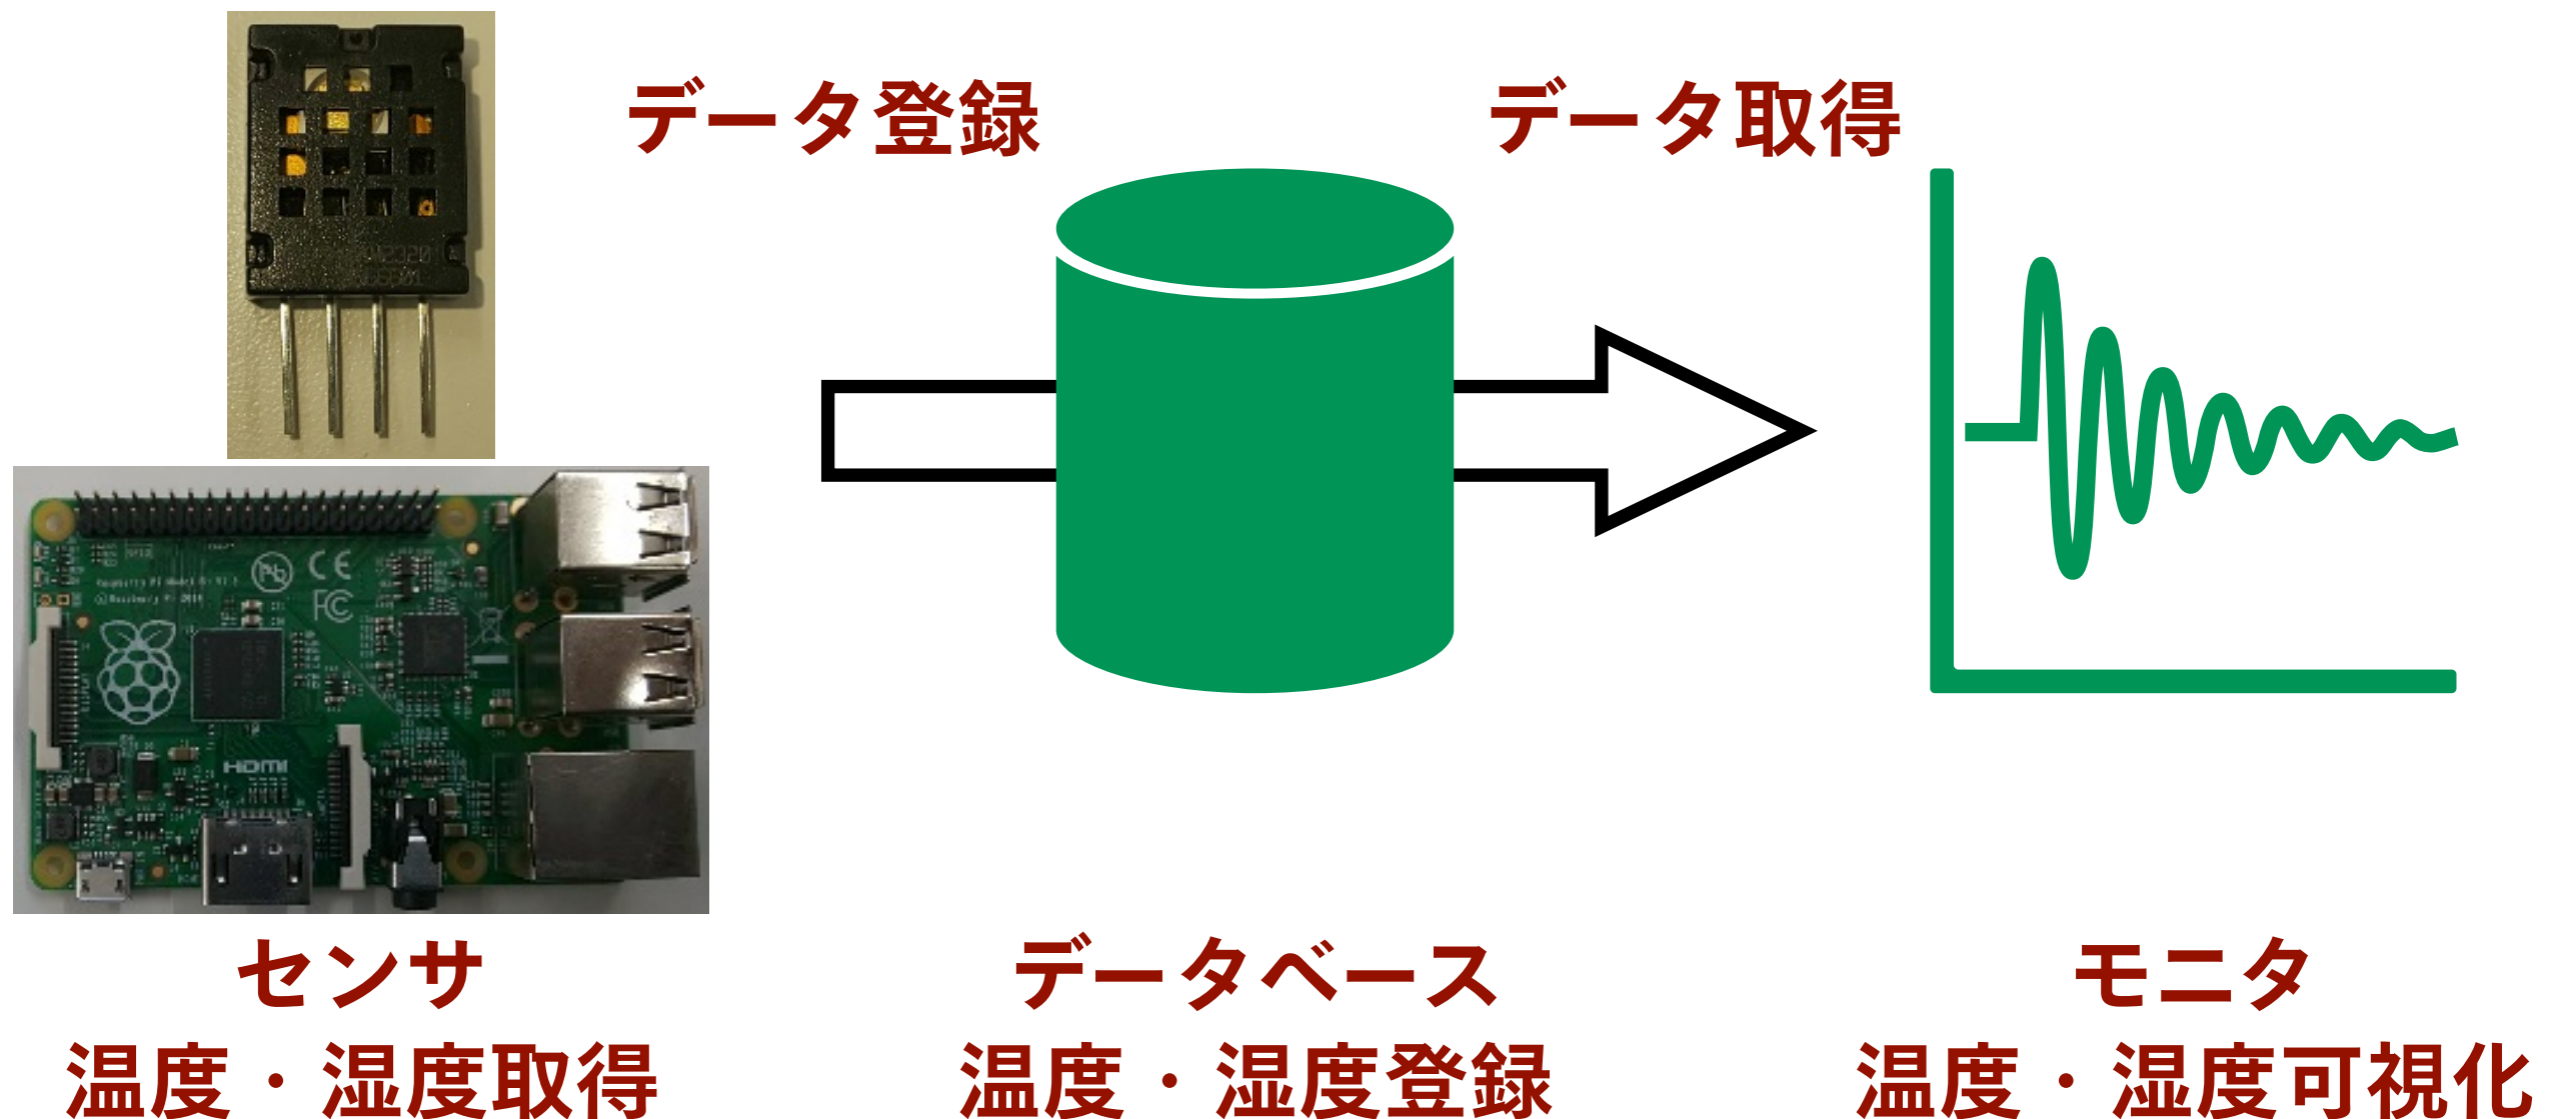 データ登録
データ取得
HDMI
センサ
データベース
モニタ
温度・湿度取得
温度・湿度登録
温度・湿度可視化